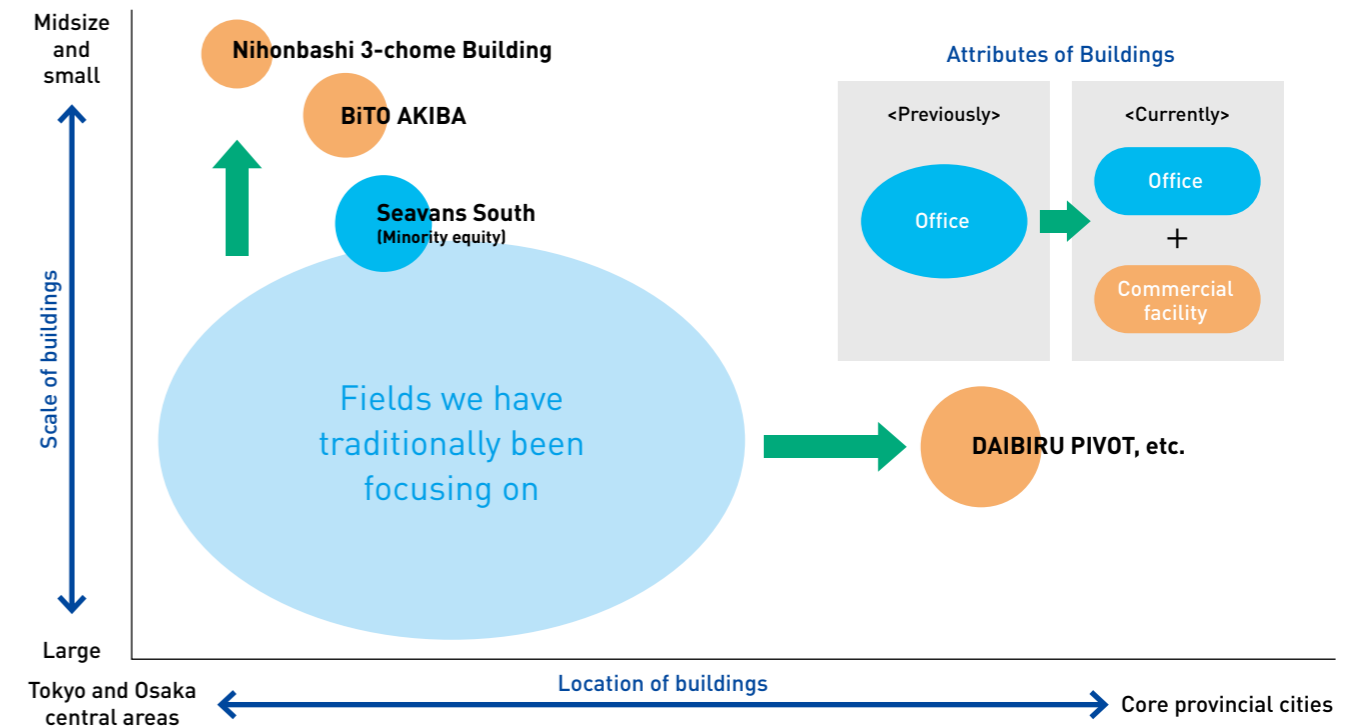 Midsize
and
small
Scale of buildings
Large
Nihonbashi 3-chome Building
BiTO AKIBA
Seavans South
(Minority equity)
Fields we have
traditionally been
focusing on
Attributes of Buildings
<Previously>
Office
<Currently>
Office
+
Commercial
facility
DAIBIRU PIVOT, etc.
Tokyo and Osaka
central areas
Location of buildings
Core provincial cities